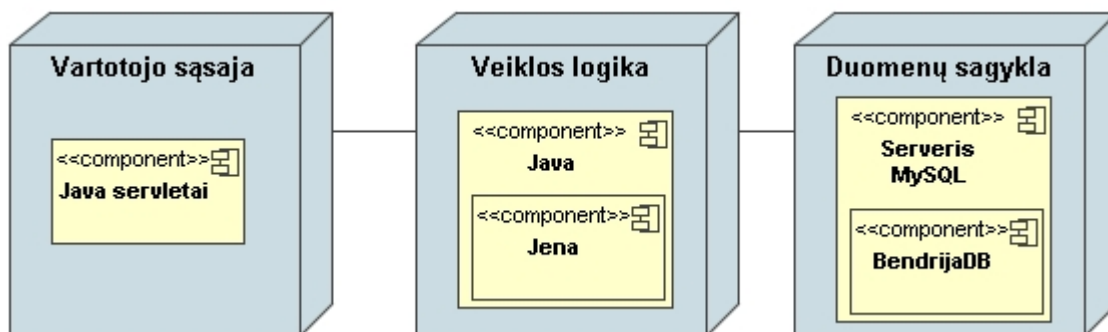 Vartotojo sąsaja
<<component>>
Java servletai
Veiklos logika
<<component>>
Java
<<component>>
Jena
Duomenų sagykla
<<component>>
Serveris
MySQL
<<component>>
BendrijaDB